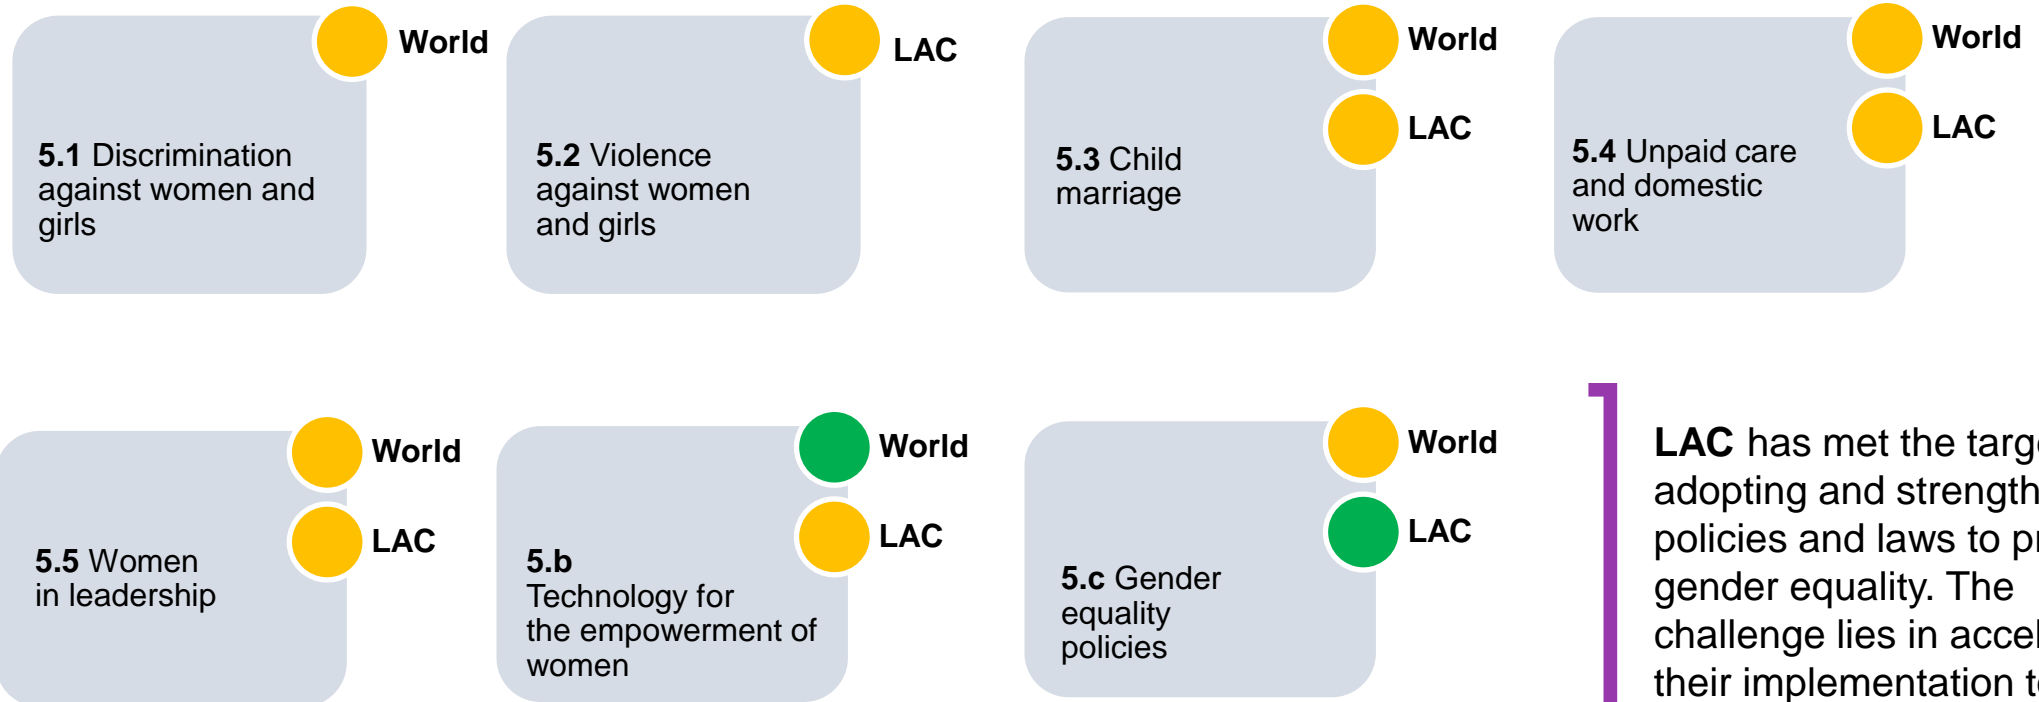 World
5.1 Discrimination
against women and
girls
LAC
5.2 Violence
against women
and girls
World
LAC
5.3 Child
marriage
World
LAC
5.4 Unpaid care
and domestic
work
World
LAC
5.5 Women
in leadership
World
LAC
5.b
Technology for
the empowerment of
women
World
LAC
5.c Gender
equality
policies
LAC has met the
adopting and
policies and laws to
gender equality. The
challenge lies in
their implementation